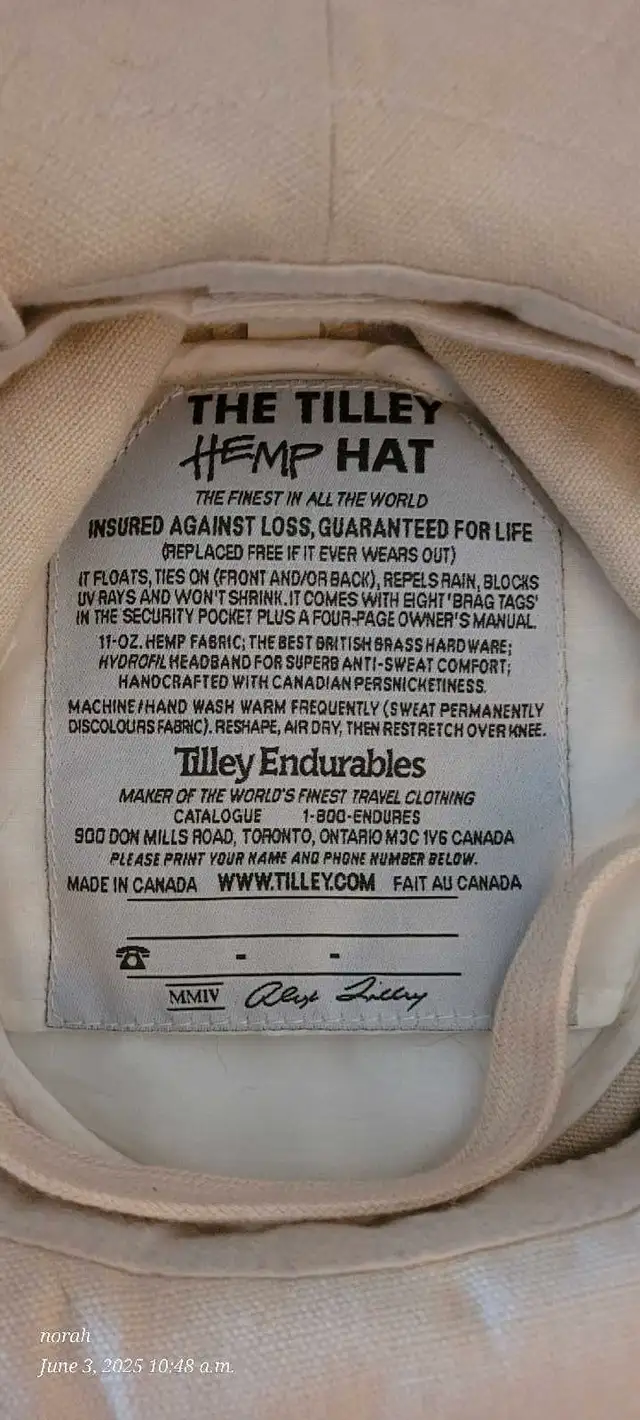 THE TILLEY
HEMP HAT
THE FINEST IN ALL THE WORLD
INSURED AGAINST LOSS, GUARANTEED FOR LIFE
(REPLACED FREE IF IT EVER WEARS OUT)
IT FLOATS, TIES ON (FRONT AND/OR BACK), REPELS RAIN, BLOCKS
UV RAYS AND WON'T SHRINK. IT COMES WITH EIGHT 'BRAG TAGS'
IN THE SECURITY POCKET PLUS A FOUR-PAGE OWNER'S MANUAL.
11-OZ. HEMP FABRIC; THE BEST BRITISH BRASS HARDWARE;
HYDROFIL HEADBAND FOR SUPERB ANTI-SWEAT COMFORT;
HANDCRAFTED WITH CANADIAN PERSNICKETINESS.
MACHINE/HAND WASH WARM FREQUENTLY (SWEAT PERMANENTLY
DISCOLOURS FABRIC). RESHAPE, AIR DRY, THEN RESTRETCH OVER KNEE.
Tilley Endurables
MAKER OF THE WORLD'S FINEST TRAVEL CLOTHING
CATALOGUE 1-800-ENDURES
900 DON MILLS ROAD, TORONTO, ONTARIO M3C 1V6 CANADA
PLEASE PRINT YOUR NAME AND PHONE NUMBER BELOW.
MADE IN CANADA WWW.TILLEY.COM FAIT AU CANADA
☎ - -
MMIV Alex Tilley
norah
June 3, 2025 10:48 a.m.